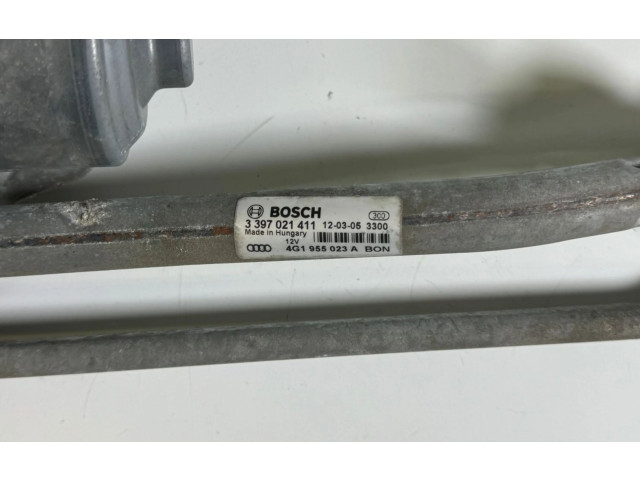 BOSCH 300
3 397 021 411 12-03-05 3300
Made in Hungary
12V
4G1 955 023 A BON